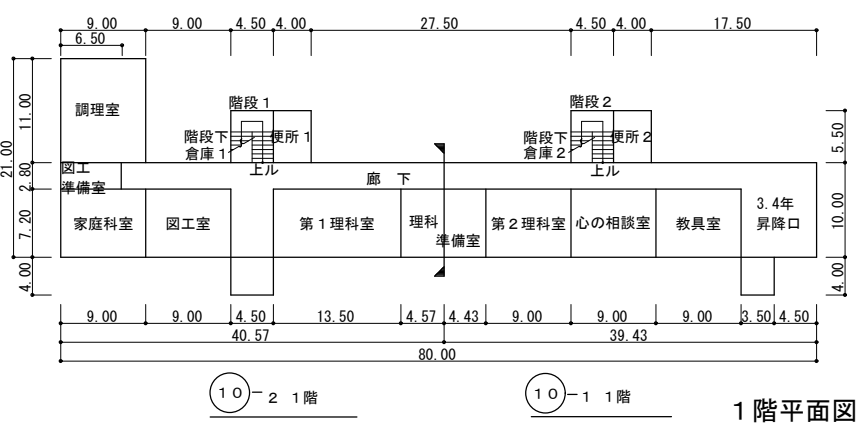 9.00 9.00 4.50 4.00 27.50 4.50 4.00 17.50
6.50
調理室
階段1
階段2
階段下
倉庫1
便所1
階段下
倉庫2
便所2
上ル
上ル
11.00
21.00
2.80
7.20
4.00
5.50
10.00
4.00
図工
準備室
廊 下
家庭科室
図工室
第1理科室
理科
準備室
第2理科室
心の相談室
教具室
3.4年
昇降口
9.00 9.00 4.50 13.50 4.57 4.43 9.00 9.00 9.00 3.50 4.50
40.57 39.43
80.00
10-2 1階
10-1 1階
1階平面図